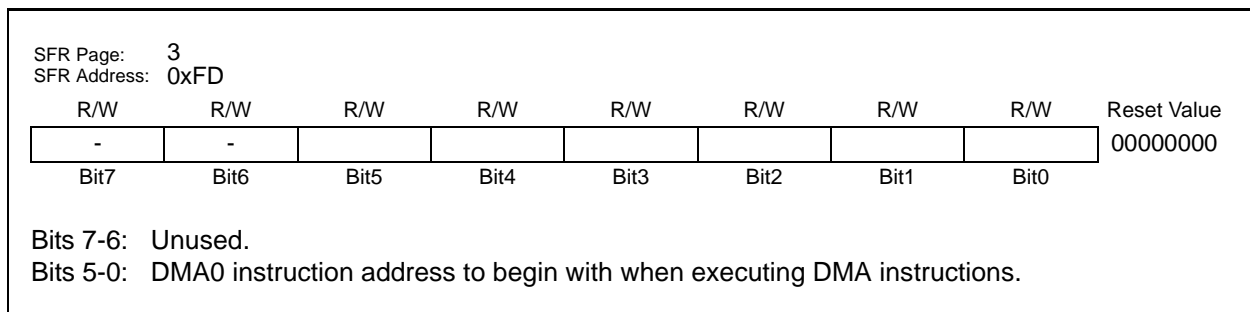 SFR Page: 3
SFR Address: 0xFD
R/W R/W R/W R/W R/W R/W R/W R/W Reset Value
- - 00000000
Bit7 Bit6 Bit5 Bit4 Bit3 Bit2 Bit1 Bit0
Bits 7-6: Unused.
Bits 5-0: DMA0 instruction address to begin with when executing DMA instructions.